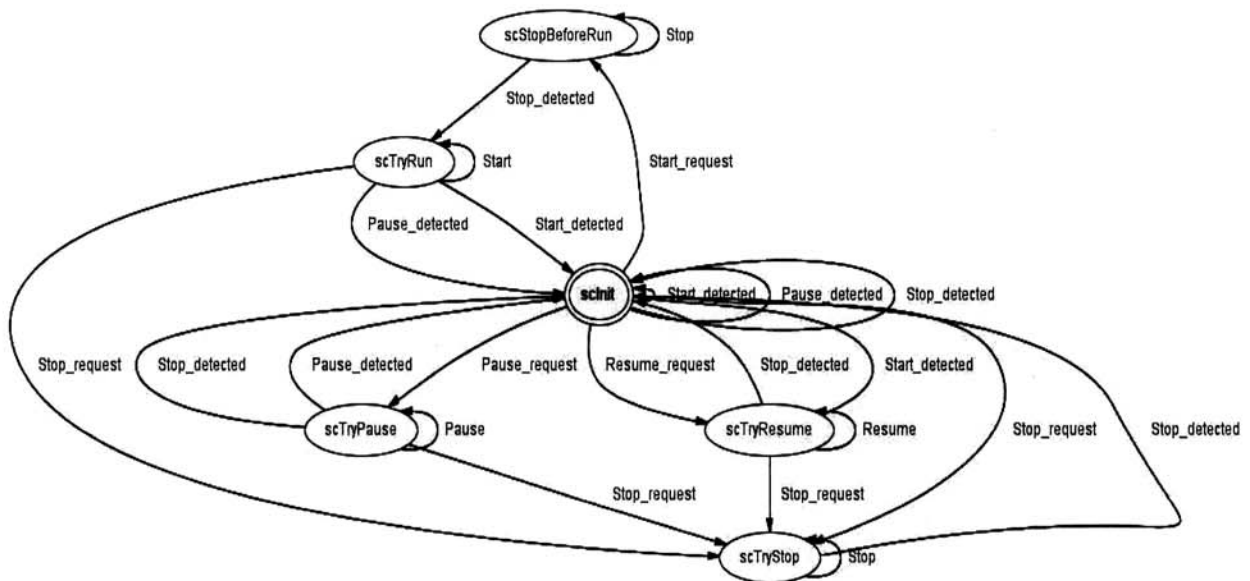 scStopBeforeRun
Stop
Stop_detected
scTryRun
Start
Start_request
Pause_detected
Start_detected
scInit
Start_detected
Pause_detected
Stop_detected
Stop_request
Stop_detected
Pause_detected
Pause_request
Resume_request
Stop_detected
Start_detected
scTryPause
Pause
scTryResume
Resume
Stop_request
Stop_detected
Stop_request
Stop_request
scTryStop
Stop